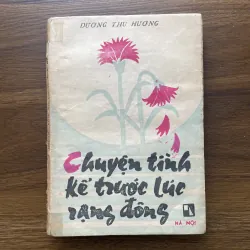 DƯƠNG THU HƯƠNG
Chuyện tình
kể trước lúc
rạng đông
HÀ NỘI